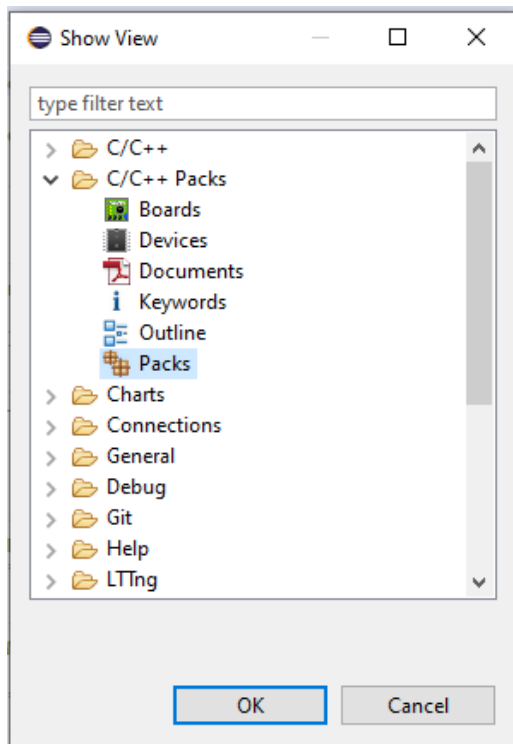 Show View
type filter text
C/C++
C/C++ Packs
Boards
Devices
Documents
Keywords
Outline
Packs
Charts
Connections
General
Debug
Git
Help
LTTng
OK Cancel